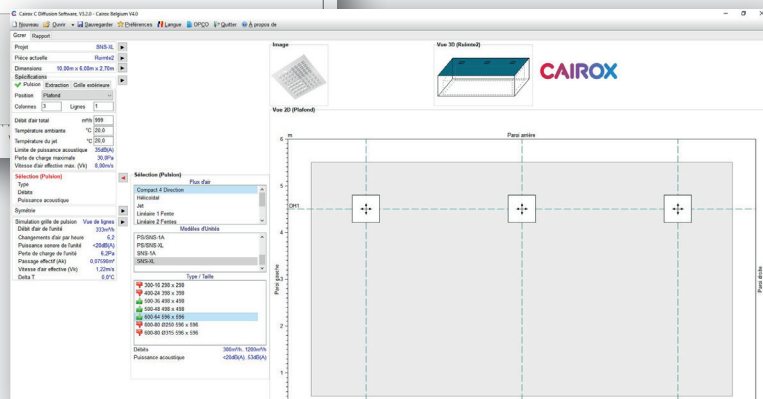 Cairox C Diffusion Software, V3.2.0 - Cairox Belgium V4.0
Nouveau Ouvrir Sauvegarder Préférences Langue OPÇO Quitter A propos de
Gérer Rapport
Projet SNS-XL
Pièce actuelle Ruimte2
Dimensions 10,00m x 6,00m x 2,70m
Spécifications
Pulsion Extraction Grille extérieure
Position Plafond
Colonnes 3 Lignes 1
Débit d'air total m³/h 999
Température ambiante °C 20,0
Température du jet °C 20,0
Limite de puissance acoustique 35dB(A)
Perte de charge maximale 30,0Pa
Vitesse d'air effective max. (Vk) 0,00m/s
Sélection (Pulsion)
Type
Débits
Puissance acoustique
Symétrie
Simulation grille de pulsion Vue de lignes
Débit d'air de l'unité 333m³/h
Changements d'air par heure 6,2
Puissance sonore de l'unité <20dB(A)
Perte de charge de l'unité 6,2Pa
Passage effectif (Ak) 0,07590m²
Vitesse d'air effective (Vk) 1,22m/s
Delta T 0,0°C
Sélection (Pulsion)
Flux d'air
Compact 4 Direction
Hélicoïdal
Jet
Linéaire 1 Fente
Linéaire 2 Fentes
Modèles d'Unités
PS/SNS-1A
PS/SNS-XL
SNS-1A
SNS-XL
Type / Taille
300-16 298 x 298
400-24 398 x 398
500-36 498 x 498
500-48 498 x 498
600-64 596 x 596
600-80 Ø250 596 x 596
600-80 Ø315 596 x 596
Débits 300m³/h..1200m³/h
Puissance acoustique <20dB(A)..53dB(A)
Image
Vue 3D (Ruimte2)
CAIROX
Vue 2D (Plafond)
m
Paroi arrière
6
5
DH1
4
3
2
1
Paroi gauche
Paroi droite